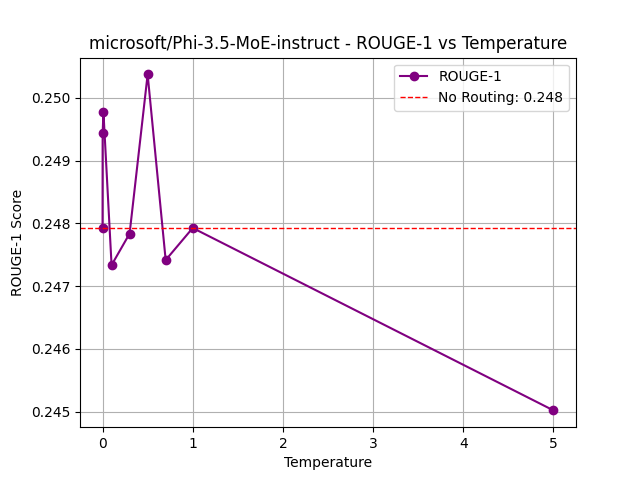 microsoft/Phi-3.5-MoE-instruct - ROUGE-1 vs Temperature
ROUGE-1
No Routing: 0.248
ROUGE-1 Score
0.250
0.249
0.248
0.247
0.246
0.245
0 1 2 3 4 5
Temperature